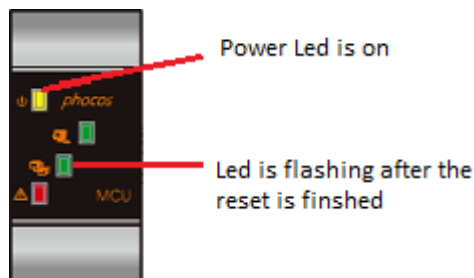 Power Led is on
phocos
Led is flashing after the
reset is finshed
MCU